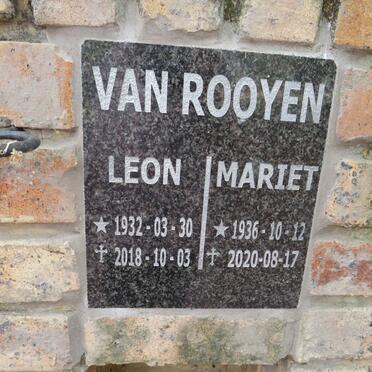 VAN ROOYEN
LEON MARIET
★ 1932-03-30 ★ 1936-10-12
✝ 2018-10-03 ✝ 2020-08-17